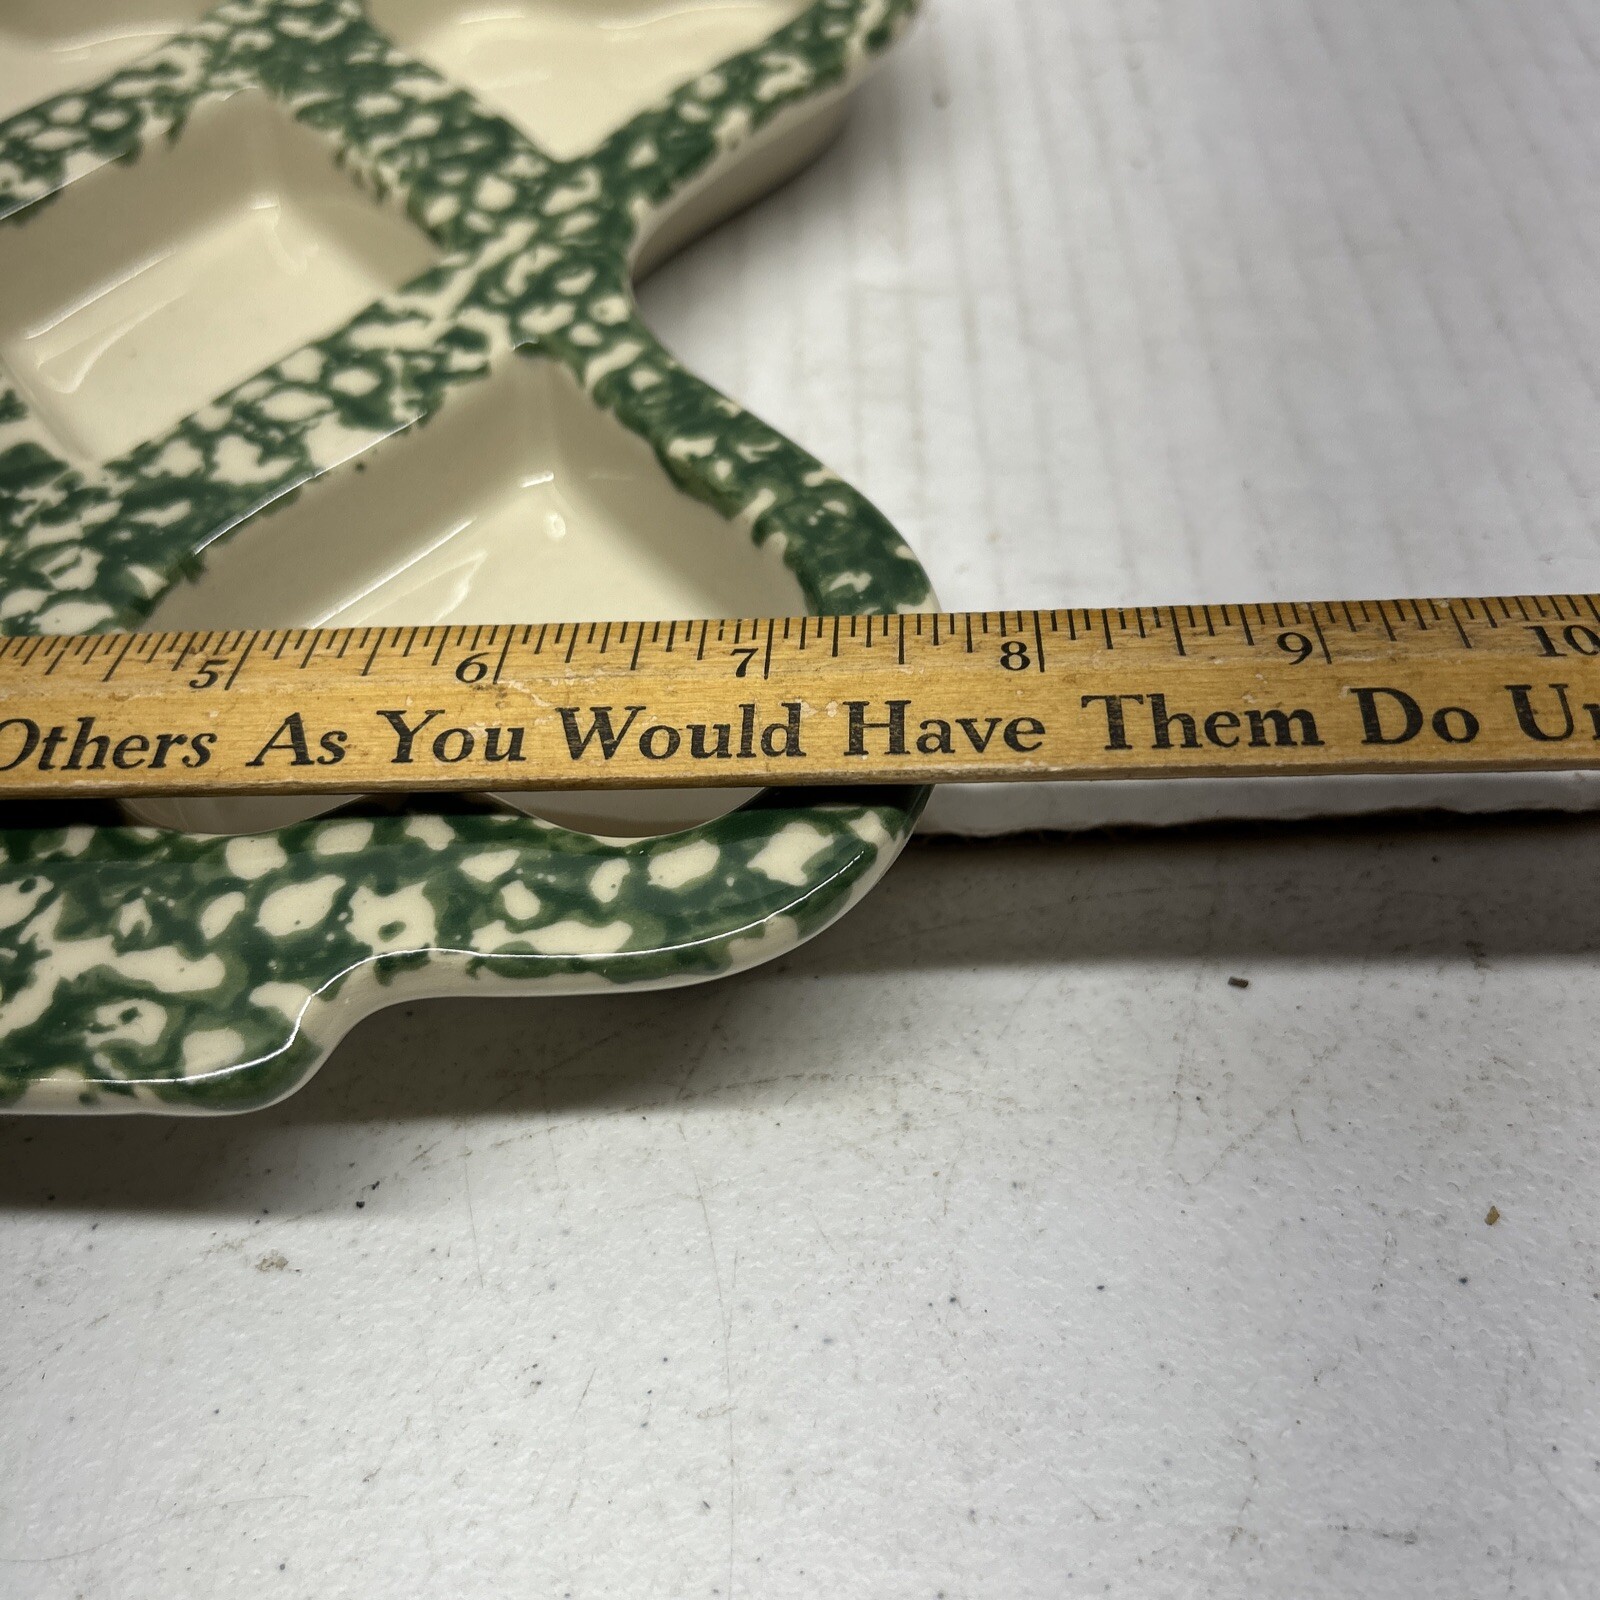 5 6 7 8 9 10
Others As You Would Have Them Do